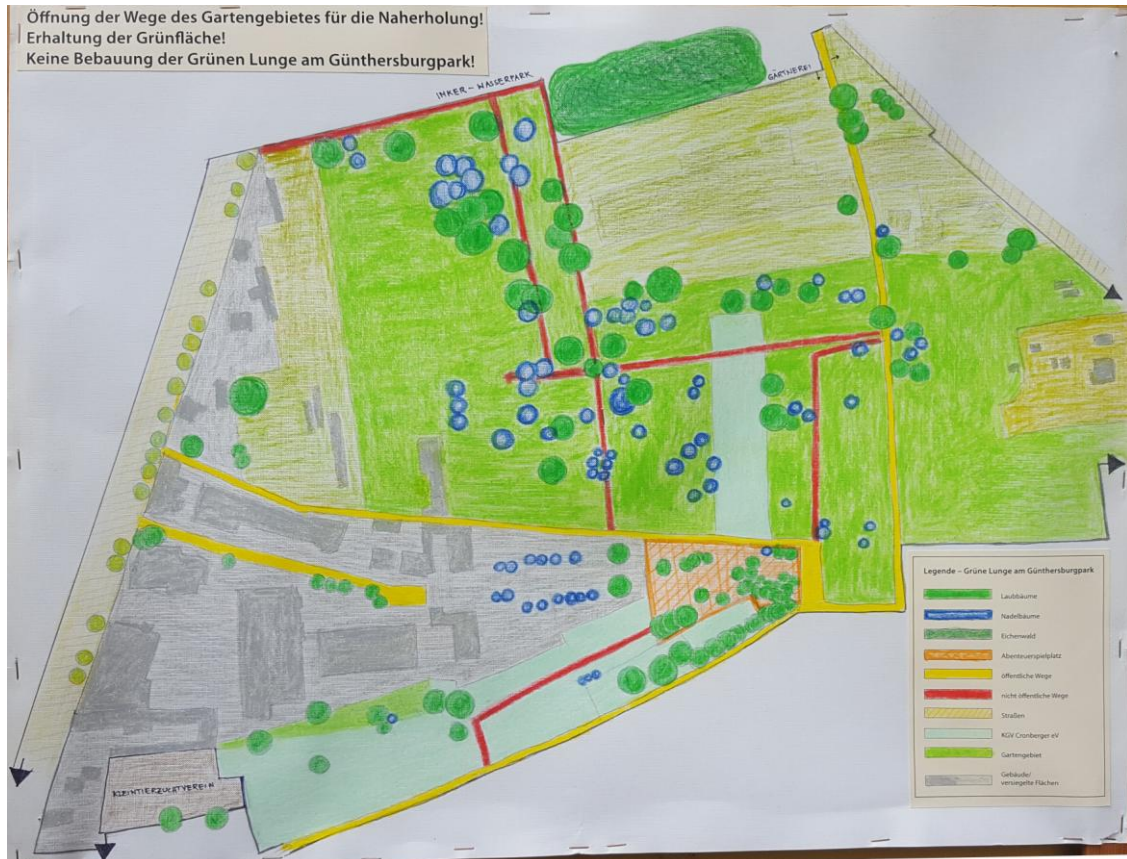 Öffnung der Wege des Gartengebietes für die Naherholung!
Erhaltung der Grünfläche!
Keine Bebauung der Grünen Lunge am Günthersburgpark!
IMKER – WASSERPARK
GÄRTNEREI
KLEINTIERZUCHTVEREIN
Legende – Grüne Lunge am Günthersburgpark
Laubbäume
Nadelbäume
Eichenwald
Abenteuerspielplatz
öffentliche Wege
nicht öffentliche Wege
Straßen
KGV Cronberger eV
Gartengebiet
Gebäude/
versiegelte Flächen